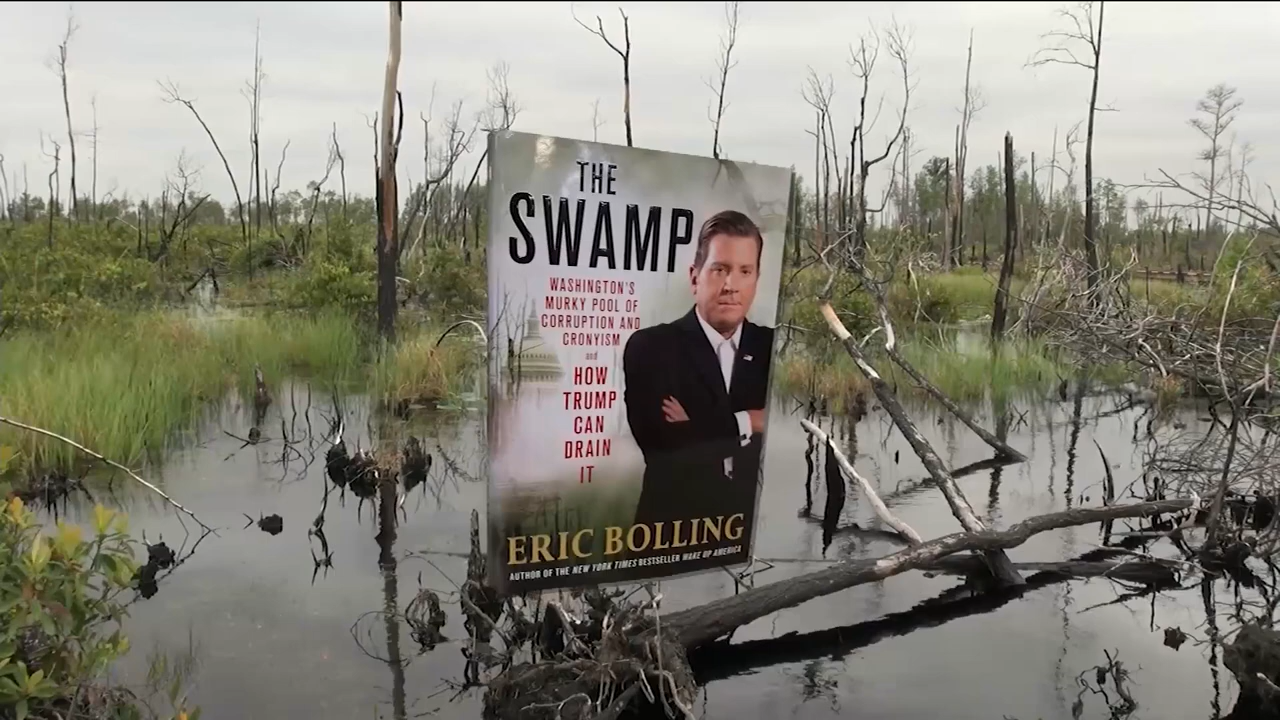 THE
SWAMP
WASHINGTON'S
MURKY POOL OF
CORRUPTION AND
CRONYISM
and
HOW
TRUMP
CAN
DRAIN
IT
ERIC BOLLING
AUTHOR OF THE NEW YORK TIMES BESTSELLER WAKE UP AMERICA